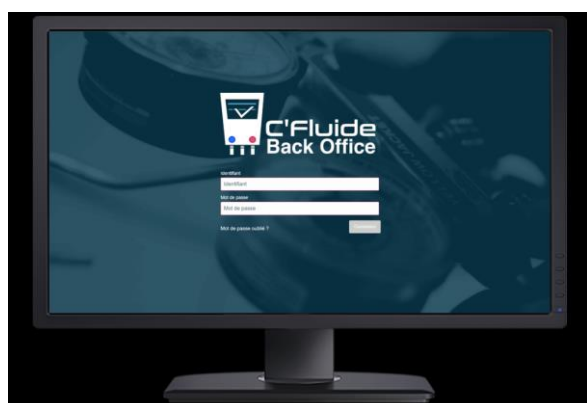 C'Fluide
Back Office
Identifiant
Identifiant
Mot de passe
Mot de passe
Mot de passe oublié ?